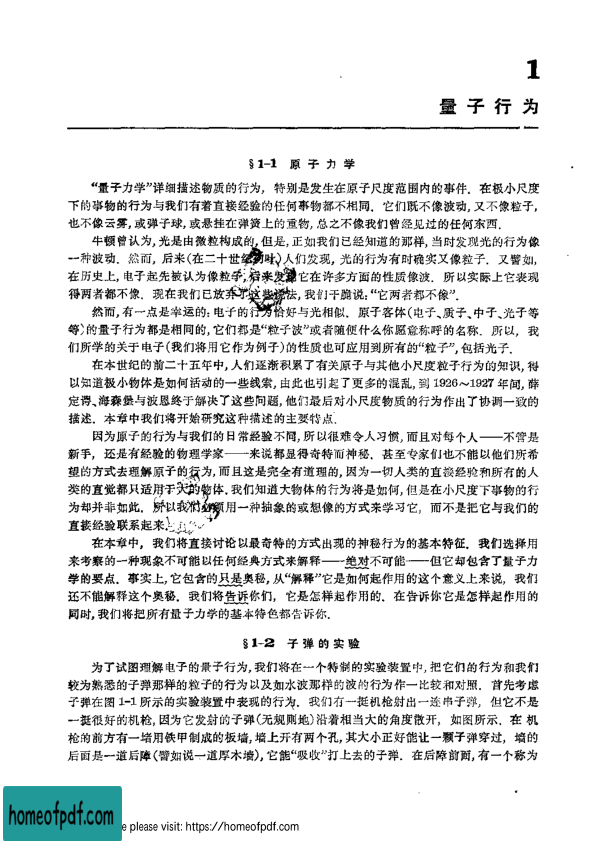 1
量子行为
§1-1 原子力学
“量子力学”详细描述物质的行为，特别是发生在原子尺度范围内的事件．在极小尺度
下的事物的行为与我们有着直接经验的任何事物都不相同．它们既不像波动，又不像粒子，
也不像云雾，或弹子球，或悬挂在弹簧上的重物，总之不像我们曾经见过的任何东西．
牛顿曾认为，光是由微粒构成的，但是，正如我们已经知道的那样，当时发现光的行为像
一种波动．然而，后来(在二十世纪初叶)人们发现，光的行为有时确实又像粒子．又譬如，
在历史上，电子起先被认为像粒子，后来发现它在许多方面的性质像波．所以实际上它表现
得两者都不像．现在我们已放弃了这些说法，我们干脆说：“它两者都不像”．
然而，有一点是幸运的：电子的行为恰好与光相似．原子客体(电子、质子、中子、光子等
等)的量子行为都是相同的，它们都是“粒子波”或者随便什么你愿意称呼的名称．所以，我
们所学的关于电子(我们将用它作为例子)的性质也可应用到所有的“粒子”，包括光子．
在本世纪的前二十五年中，人们逐渐积累了有关原子与其他小尺度粒子行为的知识，得
以知道极小物体是如何活动的一些线索，由此也引起了更多的混乱，到 1926～1927 年间，薛
定谔、海森堡与玻恩终于解决了这些问题，他们最后对小尺度物质的行为作出了协调一致的
描述．本章中我们将开始研究这种描述的主要特点．
因为原子的行为与我们的日常经验不同，所以很难令人习惯，而且对每个人——不管是
新手，还是有经验的物理学家——来说都显得奇特而神秘．甚至专家们也不能以他们所希
望的方式去理解原子的行为，而且这是完全有道理的，因为一切人类的直接经验和所有的人
类的直觉都只适用于大的物体．我们知道大物体的行为将是如何，但是在小尺度下事物的行
为却并非如此．所以我们必须用一种抽象的或想像的方式来学习它，而不是把它与我们的
直接经验联系起来．
在本章中，我们将直接讨论以最奇特的方式出现的神秘行为的基本特征．我们选择用
来考察的一种现象不可能以任何经典方式来解释——绝对不可能——但它却包含了量子力
学的要点．事实上，它包含的只是奥秘，从“解释”它是如何起作用的这个意义上来说，我们
还不能解释这个奥秘．我们将告诉你们，它是怎样起作用的．在告诉你它是怎样起作用的
同时，我们将把所有量子力学的基本特色都告诉你．
§1-2 子弹的实验
为了试图理解电子的量子行为，我们将在一个特制的实验装置中，把它们的行为和我们
较为熟悉的子弹那样的粒子的行为以及如水波那样的波的行为作一比较和对照．首先考虑
子弹在图 1-1 所示的实验装置中表现的行为．我们有一挺机枪射出一连串子弹，但它不是
一挺很好的机枪，因为它发射的子弹(无规则地)沿着相当大的角度散开，如图所示．在机
枪的前方有一堵用铁甲制成的板墙，墙上开有两个孔，其大小正好能让一颗子弹穿过，墙的
后面是一道后障(譬如说一道厚木墙)，它能“吸收”打上去的子弹．在后障前面，有一个称为
homeofpdf.com
e please visit: https://homeofpdf.com